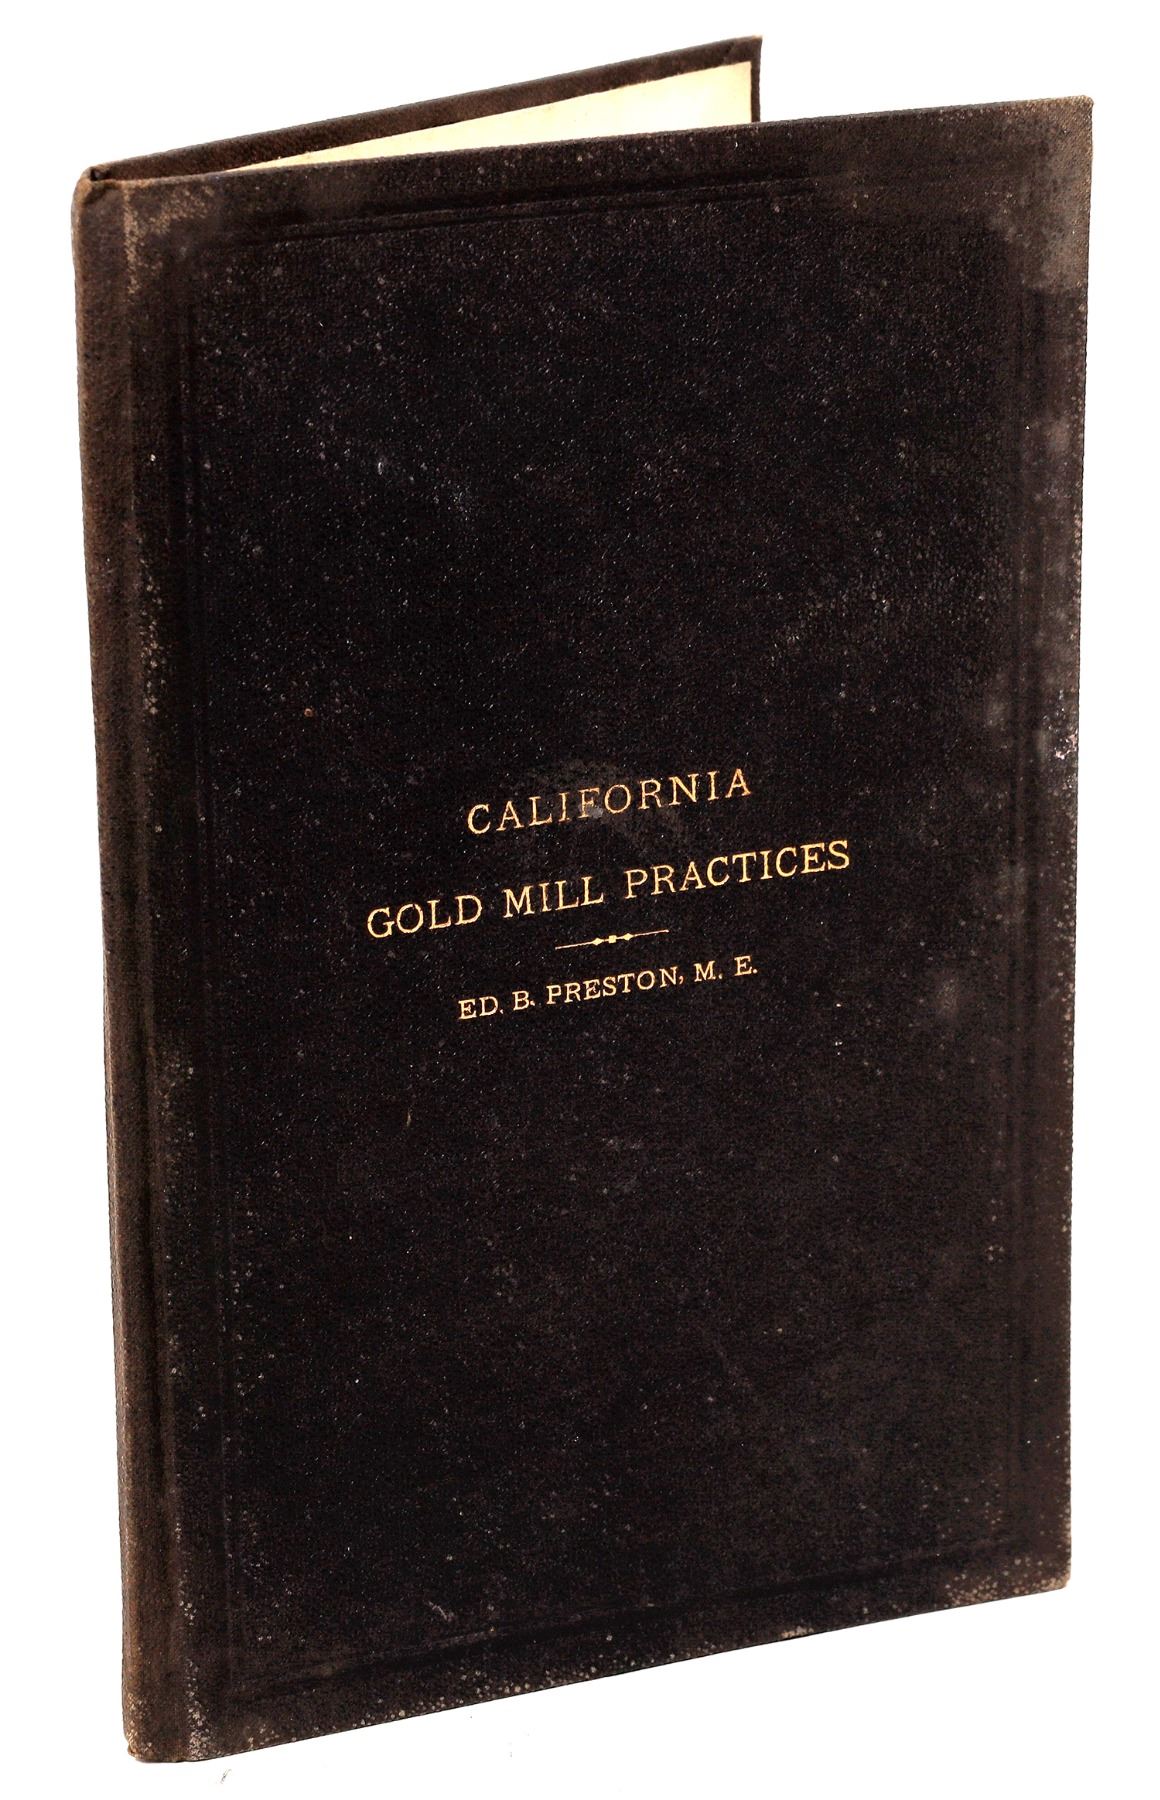 CALIFORNIA
GOLD MILL PRACTICES
ED. B. PRESTON, M. E.